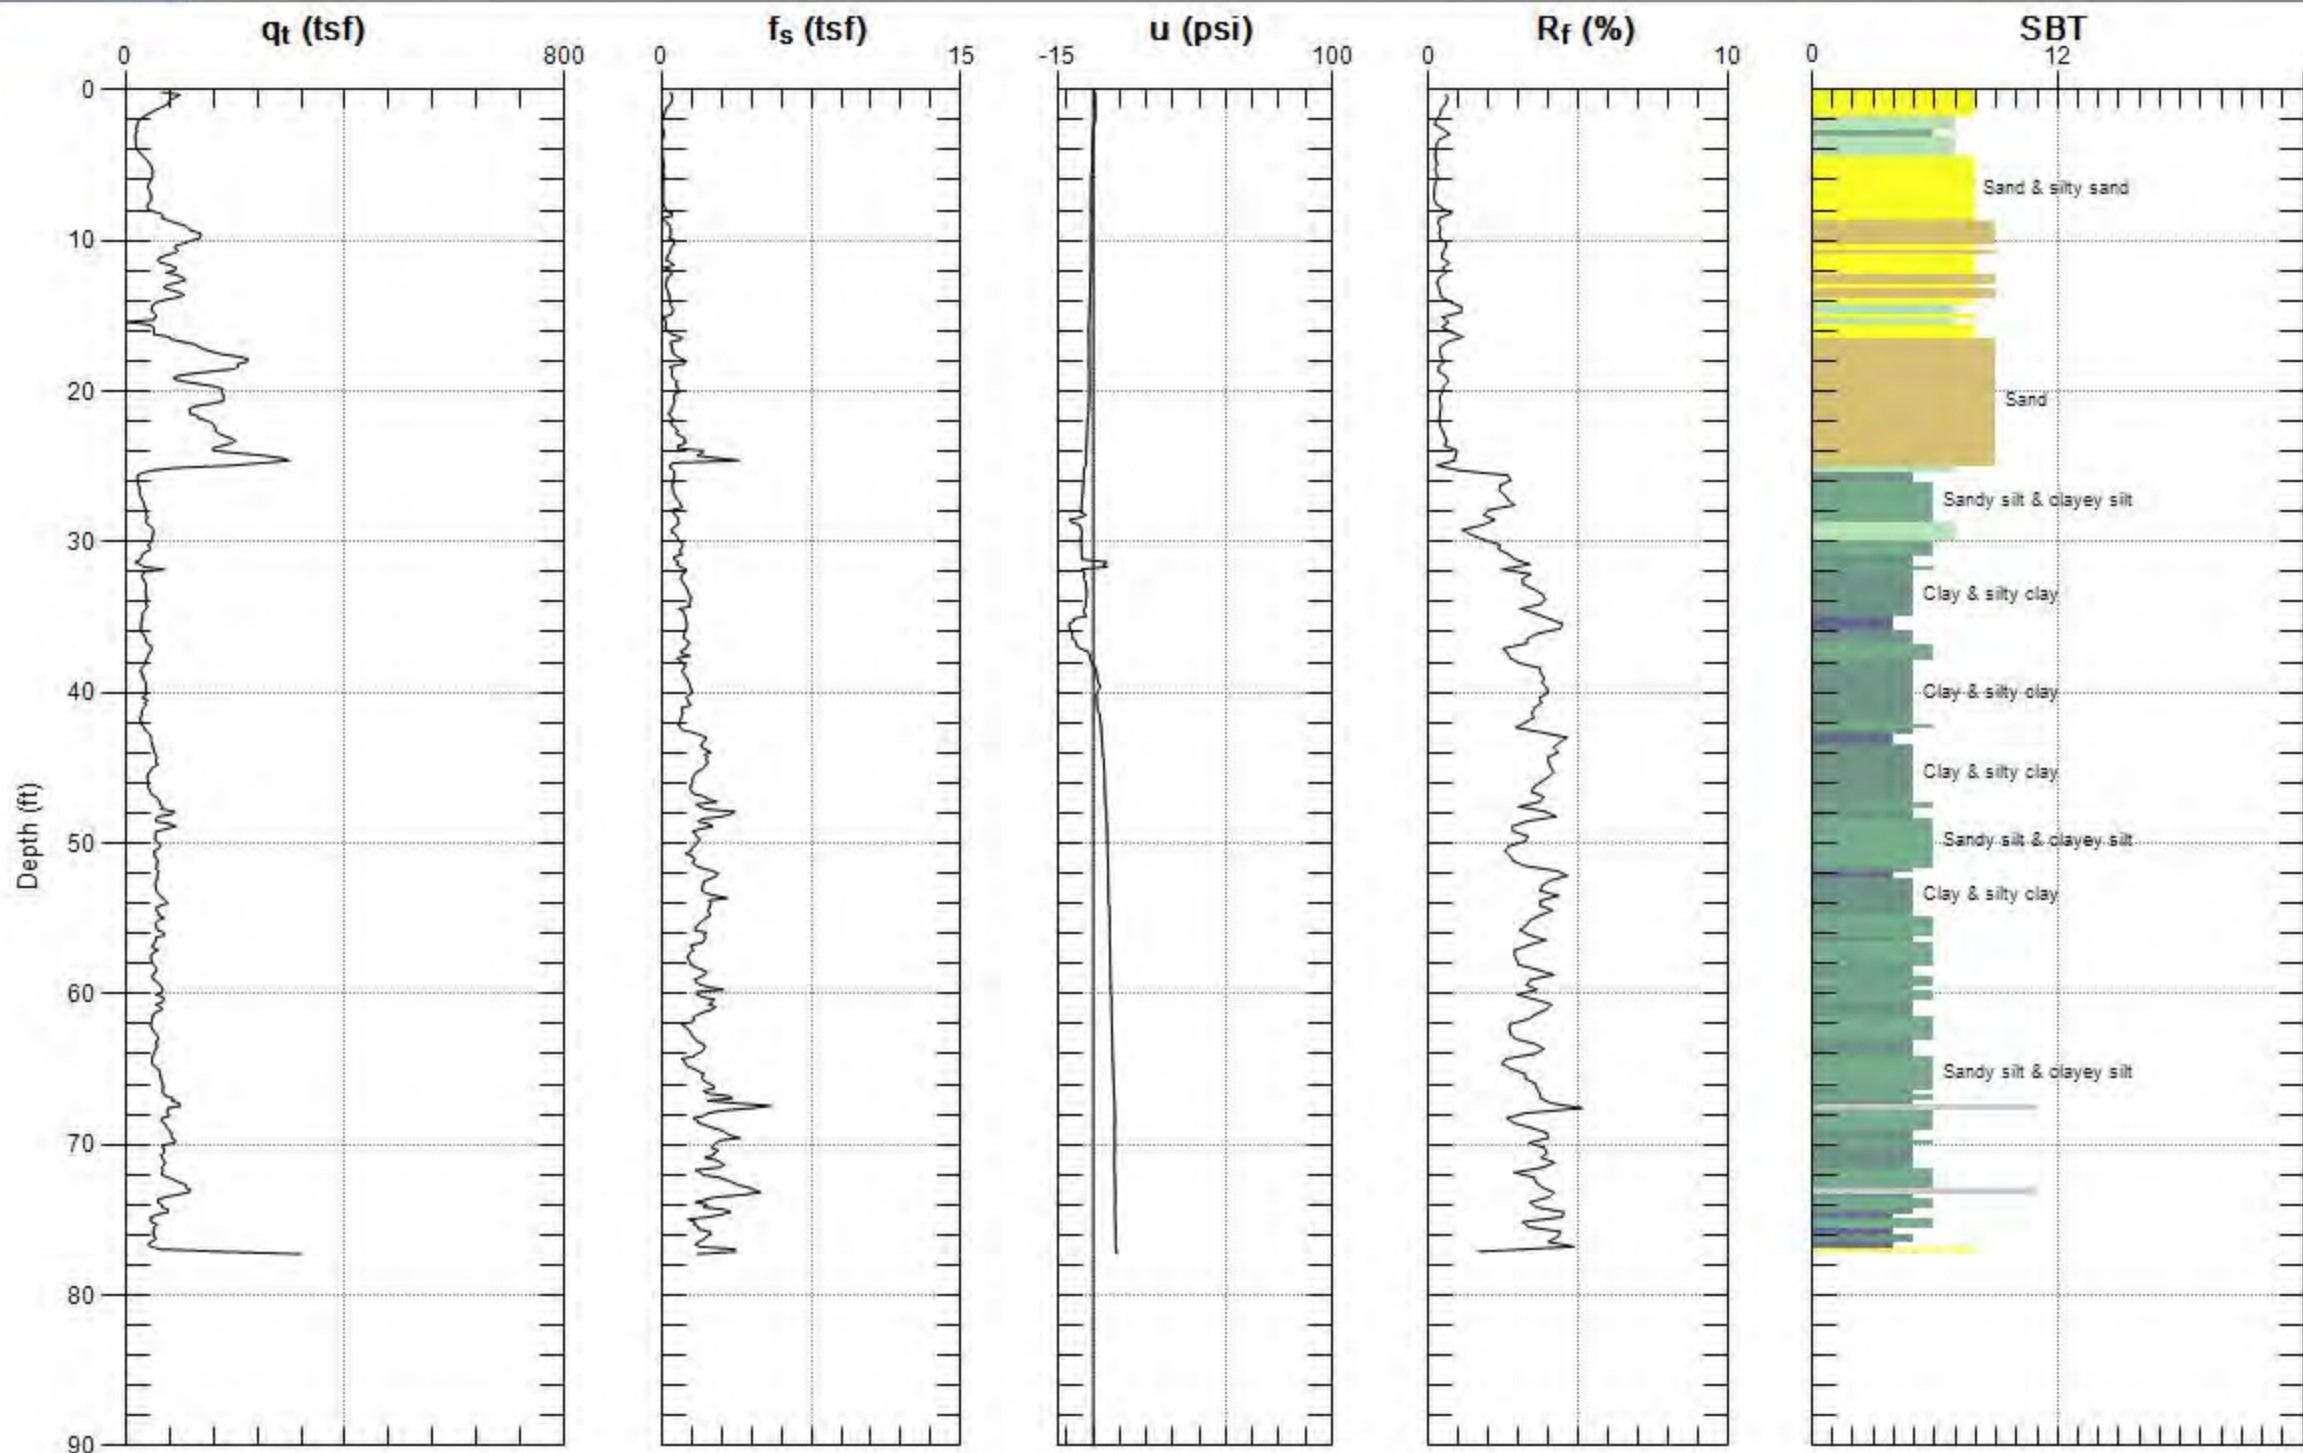 qt (tsf) fs (tsf) u (psi) Rf (%) SBT
0 800 0 15 -15 100 0 10 0 12
0
Sand & silty sand
10
20
Sand
Sandy silt & clayey silt
30
Clay & silty clay
40
Clay & silty clay
Clay & silty clay
Depth (ft)
50
Sandy silt & clayey silt
Clay & silty clay
60
Sandy silt & clayey silt
70
80
90